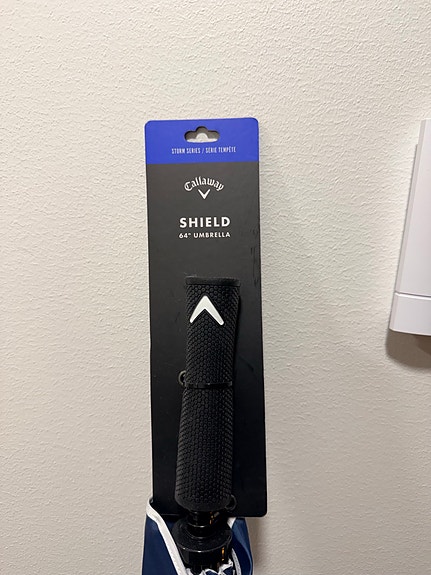 STORM SERIES / SÉRIE TEMPÊTE
Callaway
SHIELD
64" UMBRELLA